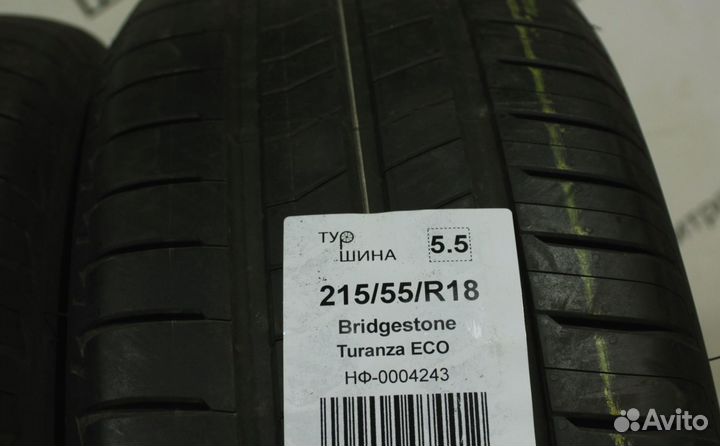 ТУР
ШИНА
5.5
215/55/R18
Bridgestone
Turanza ECO
НФ-0004243
Avito